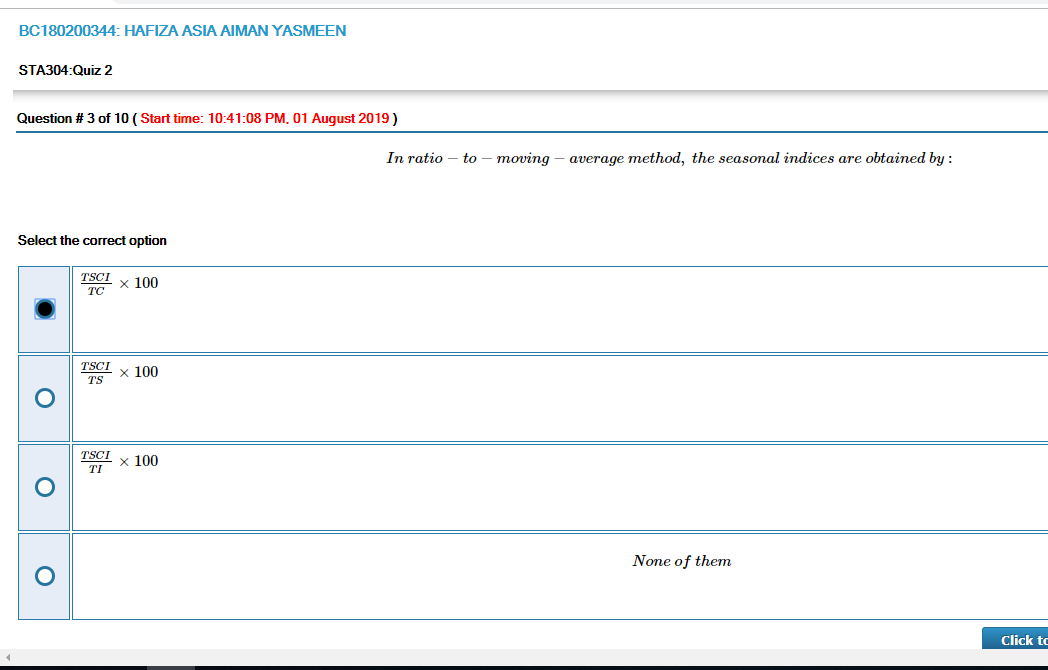 BC180200344: HAFIZA ASIA AIMAN YASMEEN
STA304:Quiz 2
Question # 3 of 10 ( Start time: 10:41:08 PM, 01 August 2019 )
In ratio − to − moving − average method, the seasonal indices are obtained by :
Select the correct option
TSCI/TC × 100
TSCI/TS × 100
TSCI/TI × 100
None of them
Click to